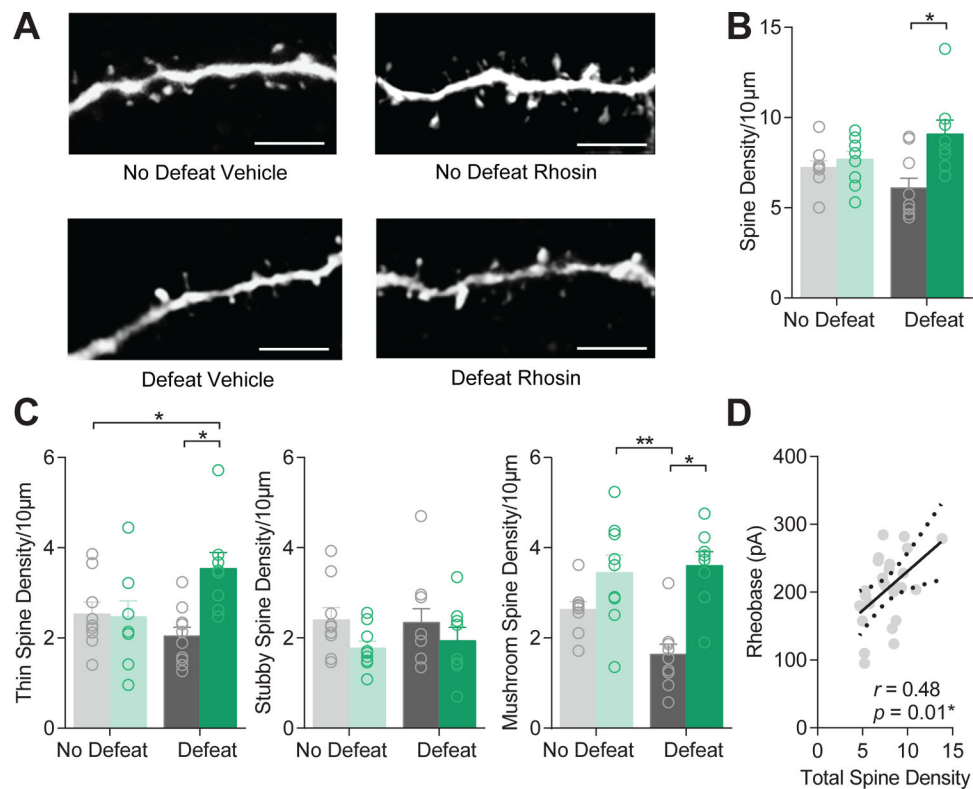 A
No Defeat Vehicle
No Defeat Rhosin
Defeat Vehicle
Defeat Rhosin
B
Spine Density/10µm
15
10
5
0
*
No Defeat
Defeat
C
Thin Spine Density/10µm
6
4
2
0
*
*
No Defeat
Defeat
Stubby Spine Density/10µm
6
4
2
0
No Defeat
Defeat
Mushroom Spine Density/10µm
6
4
2
0
**
*
No Defeat
Defeat
D
Rheobase (pA)
400
300
200
100
0
r = 0.48
p = 0.01*
0
5
10
15
Total Spine Density